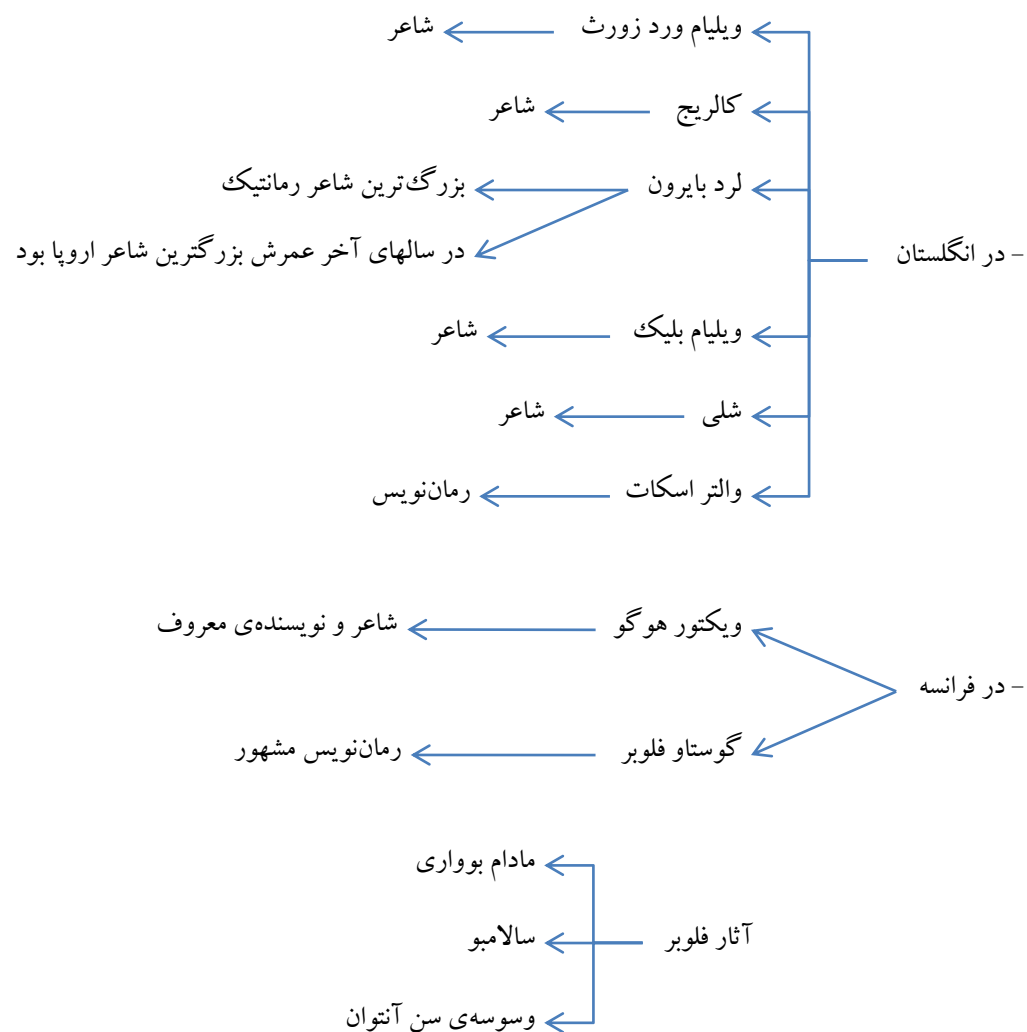 ویلیام ورد زورث شاعر
کالریج شاعر
لرد بایرون بزرگ‌ترین شاعر رمانتیک
در سالهای آخر عمرش بزرگترین شاعر اروپا بود
- در انگلستان
ویلیام بلیک شاعر
شلی شاعر
والتر اسکات رمان‌نویس
ویکتور هوگو شاعر و نویسنده‌ی معروف
- در فرانسه
گوستاو فلوبر رمان‌نویس مشهور
مادام بوواری
آثار فلوبر سالامبو
وسوسه‌ی سن آنتوان